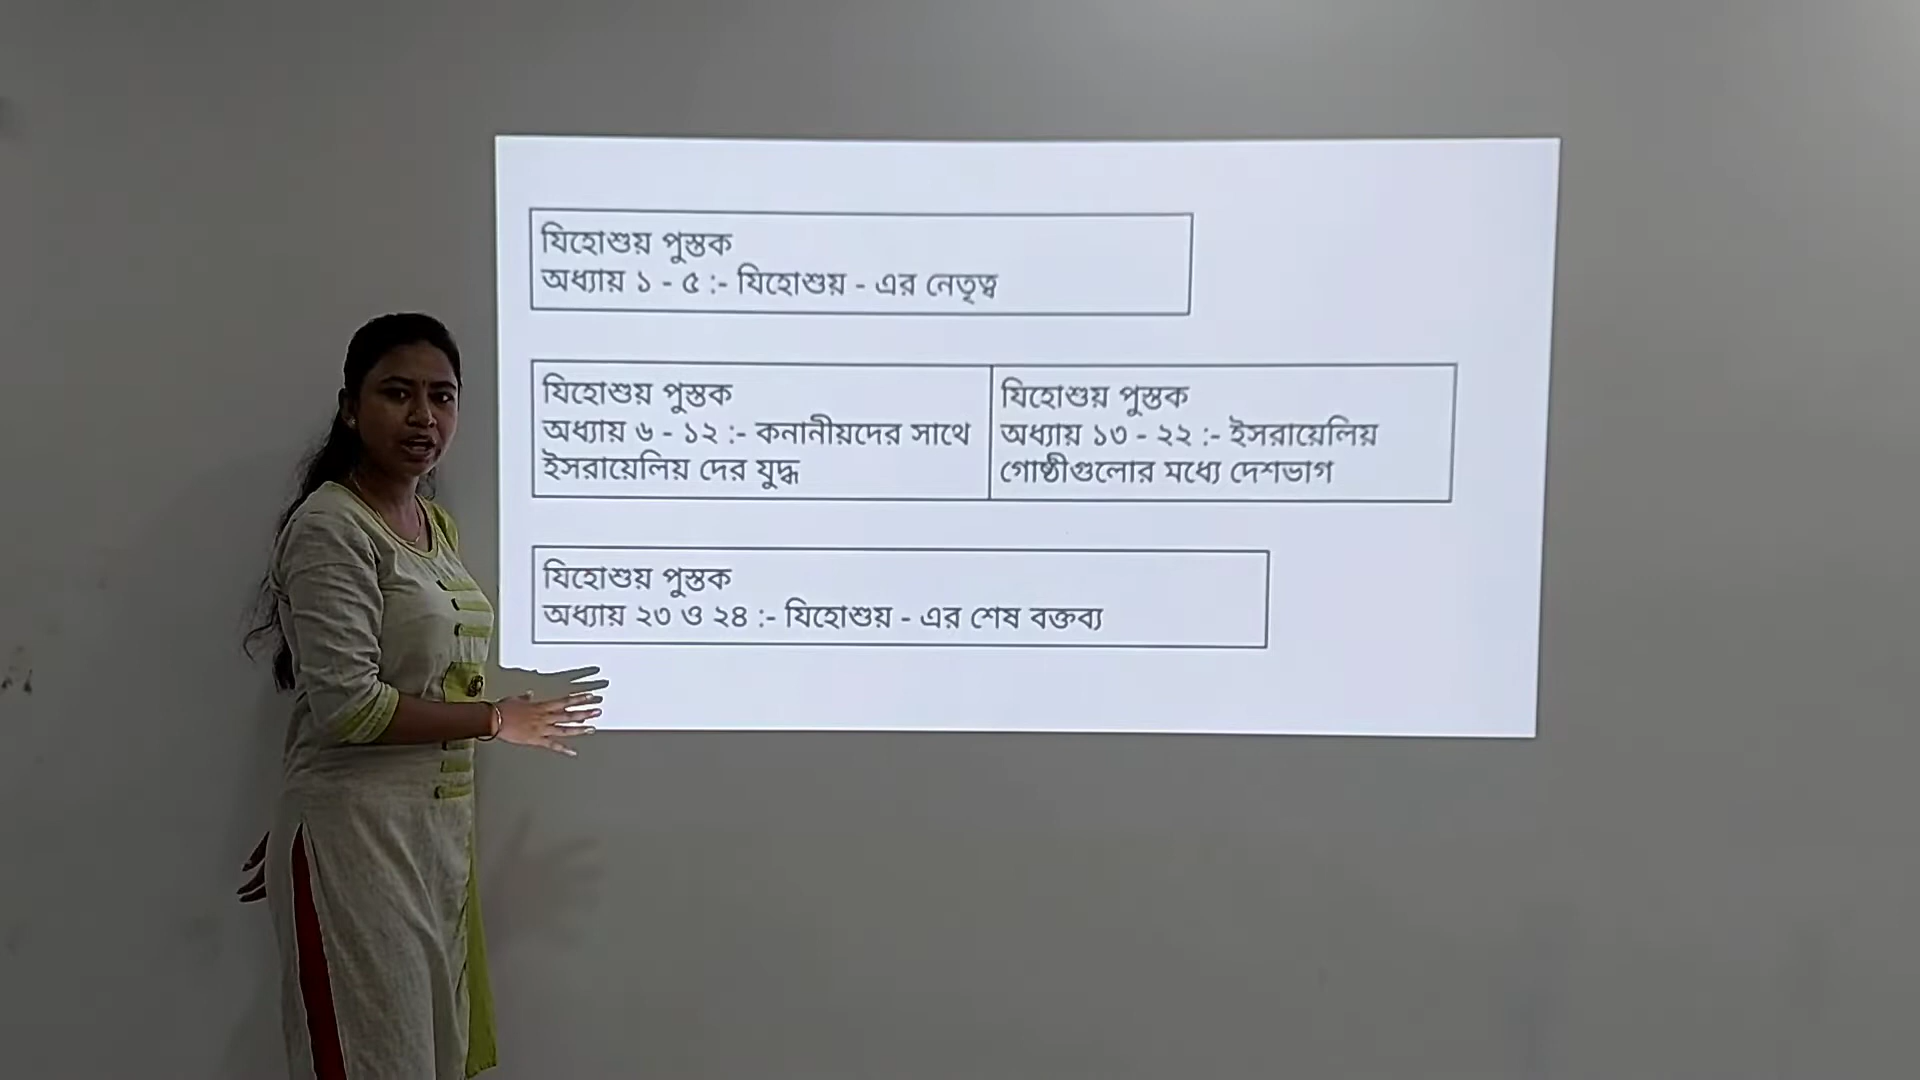 যিহোশুয় পুস্তক
অধ্যায় ১ - ৫ :- যিহোশুয় - এর নেতৃত্ব
যিহোশুয় পুস্তক
অধ্যায় ৬ - ১২ :- কনানীয়দের সাথে
ইসরায়েলিয় দের যুদ্ধ
যিহোশুয় পুস্তক
অধ্যায় ১৩ - ২২ :- ইসরায়েলিয়
গোষ্ঠীগুলোর মধ্যে দেশভাগ
যিহোশুয় পুস্তক
অধ্যায় ২৩ ও ২৪ :- যিহোশুয় - এর শেষ বক্তব্য